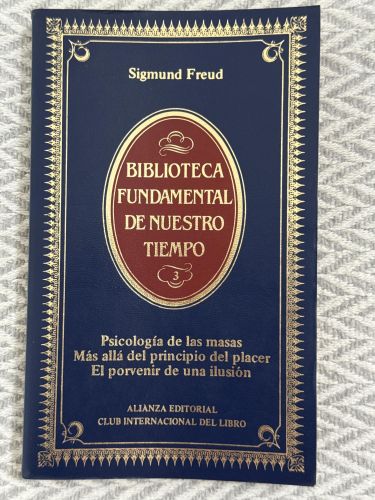 Sigmund Freud
BIBLIOTECA
FUNDAMENTAL
DE NUESTRO
TIEMPO
3
Psicología de las masas
Más allá del principio del placer
El porvenir de una ilusión
ALIANZA EDITORIAL
CLUB INTERNACIONAL DEL LIBRO